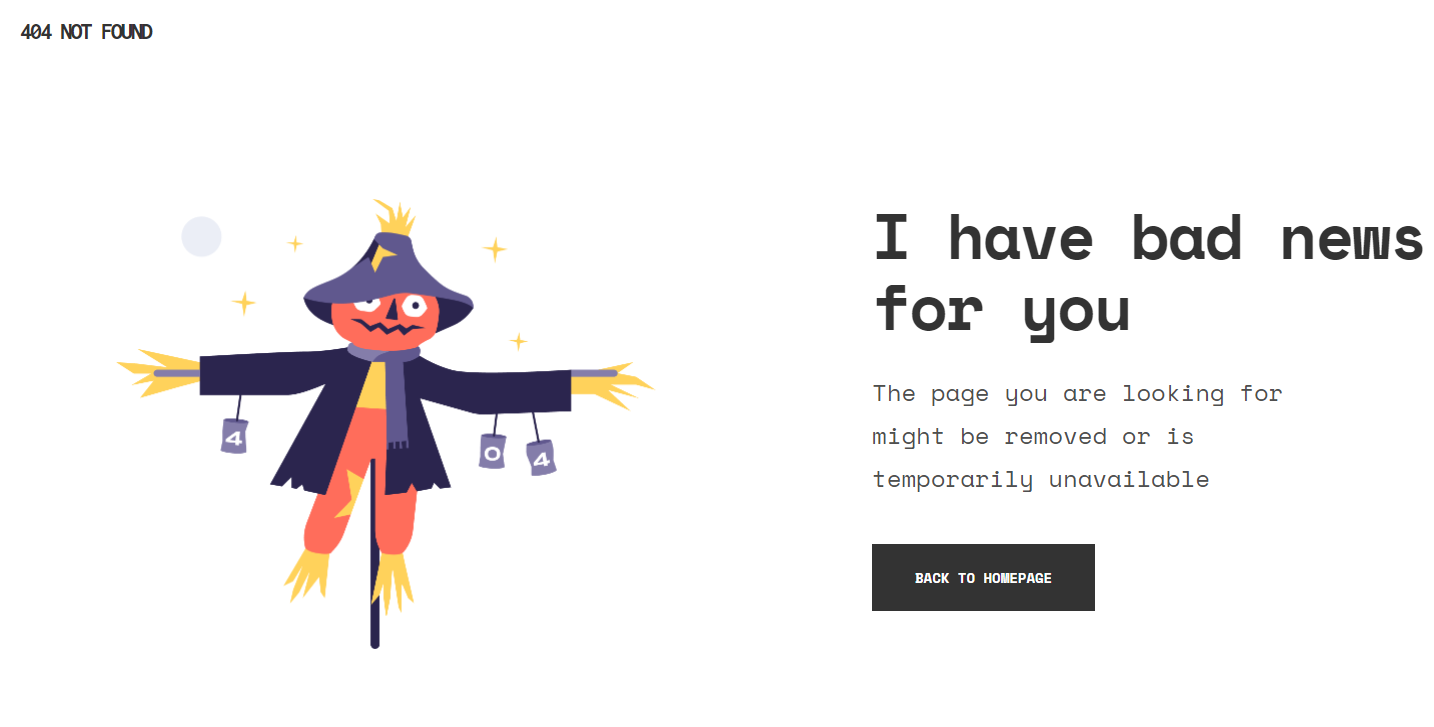 404 NOT FOUND
4
0
4
I have bad news
for you
The page you are looking for
might be removed or is
temporarily unavailable
BACK TO HOMEPAGE